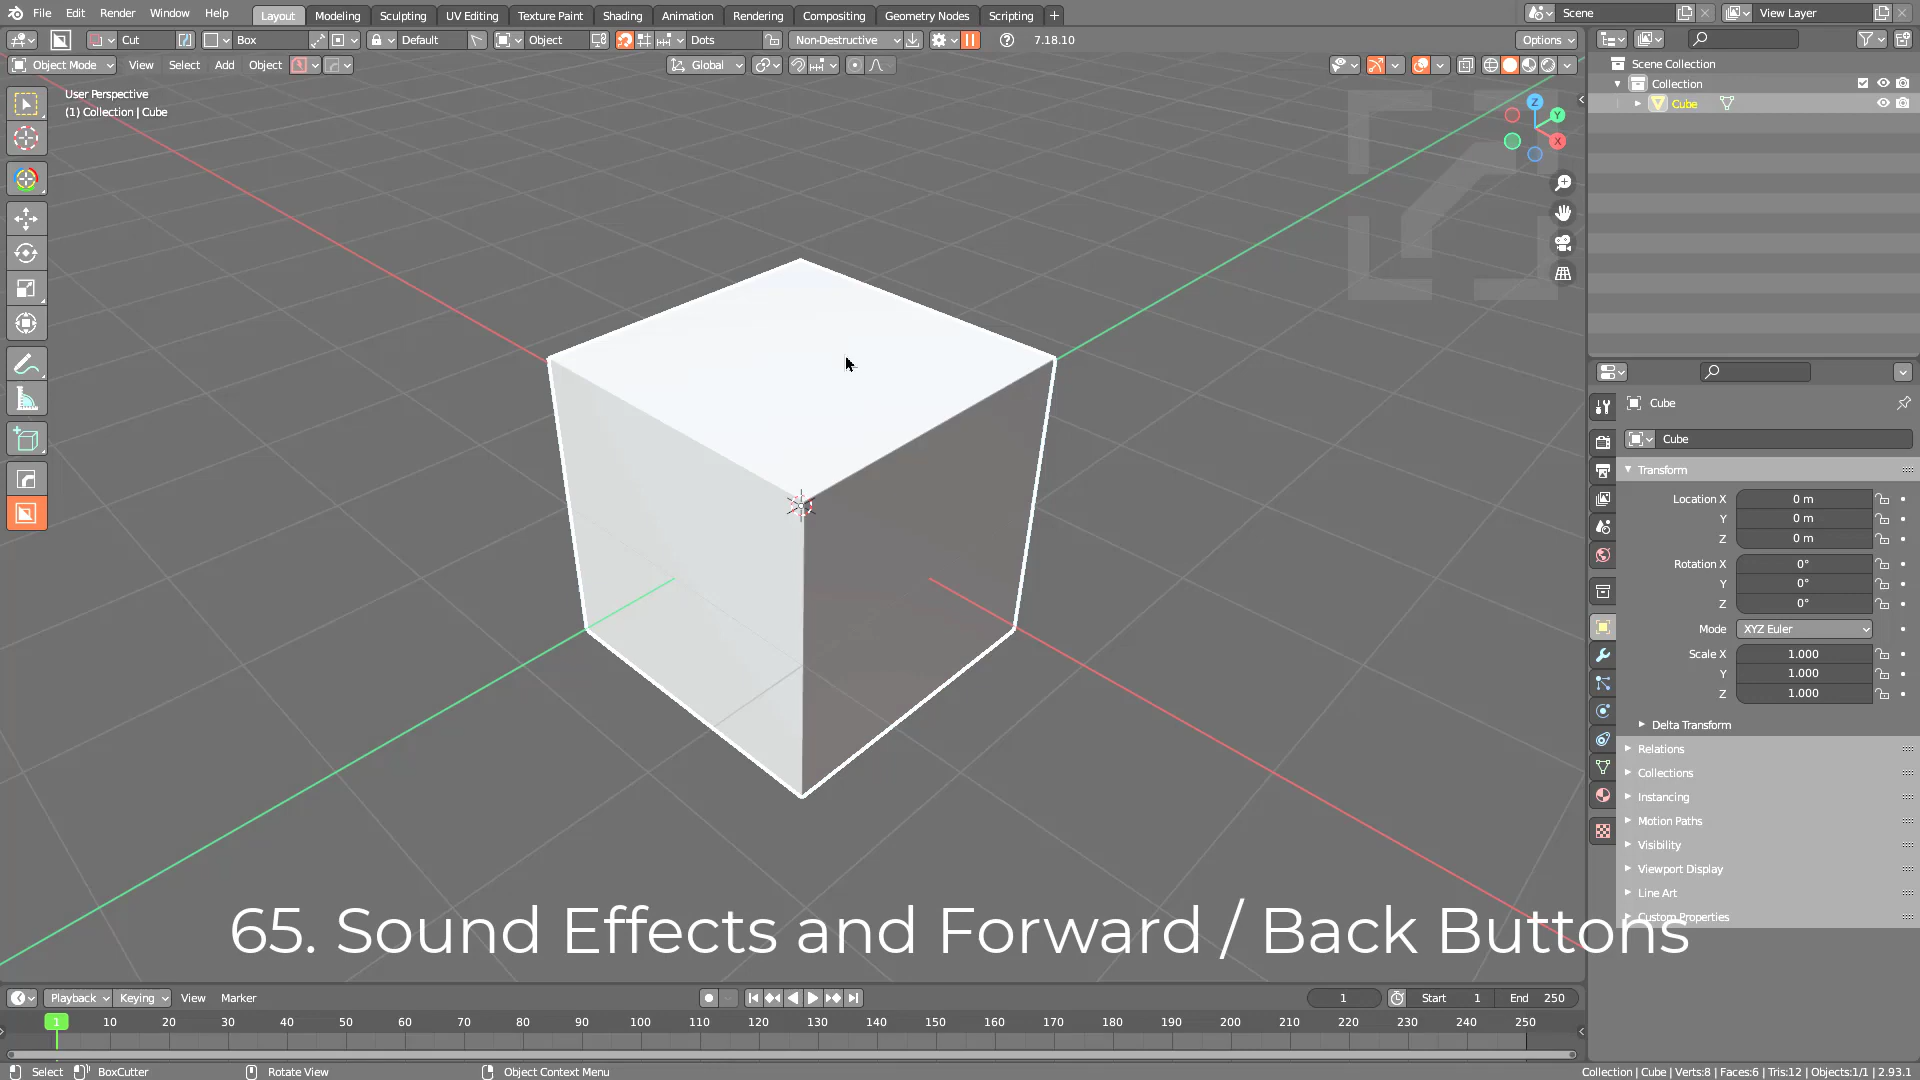 File Edit Render Window Help Layout Modeling Sculpting UV Editing Texture Paint Shading Animation Rendering Compositing Geometry Nodes Scripting + Scene View Layer
Cut Box Default Object Dots Non-Destructive 7.18.10 Options
Object Mode View Select Add Object Global
User Perspective
(1) Collection | Cube
Z
Y
X
Scene Collection
Collection
Cube
Cube
Cube
Transform
Location X 0 m
Y 0 m
Z 0 m
Rotation X 0°
Y 0°
Z 0°
Mode XYZ Euler
Scale X 1.000
Y 1.000
Z 1.000
Delta Transform
Relations
Collections
Instancing
Motion Paths
Visibility
Viewport Display
Line Art
Custom Properties
65. Sound Effects and Forward / Back Buttons
Playback Keying View Marker 1 Start 1 End 250
1 10 20 30 40 50 60 70 80 90 100 110 120 130 140 150 160 170 180 190 200 210 220 230 240 250
Select BoxCutter Rotate View Object Context Menu Collection | Cube | Verts:8 | Faces:6 | Tris:12 | Objects:1/1 | 2.93.1